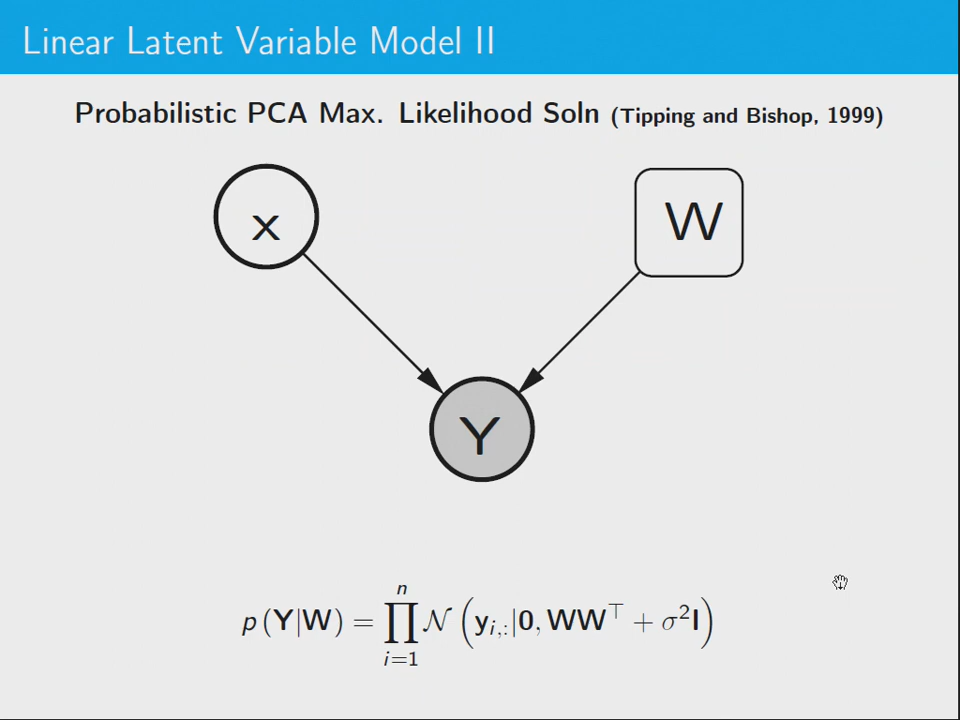 Linear Latent Variable Model II
Probabilistic PCA Max. Likelihood Soln (Tipping and Bishop, 1999)
x
W
Y
p (Y|W) = ∏_{i=1}^{n} 𝒩 (y_{i,:}|0, WW^⊤ + σ²I)